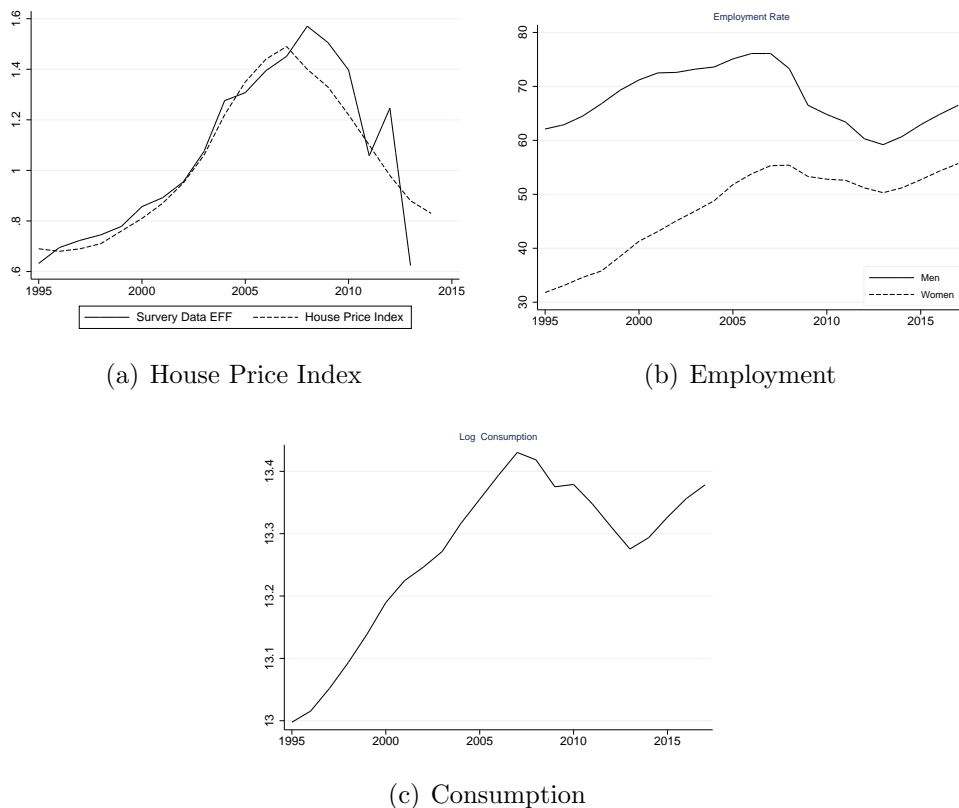 1.6
1.4
1.2
1
.8
.6
1995 2000 2005 2010 2015
Survery Data EFF House Price Index
(a) House Price Index
Employment Rate
80
70
60
50
40
30
Men
Women
1995 2000 2005 2010 2015
(b) Employment
Log Consumption
13.4
13.3
13.2
13.1
13
1995 2000 2005 2010 2015
(c) Consumption